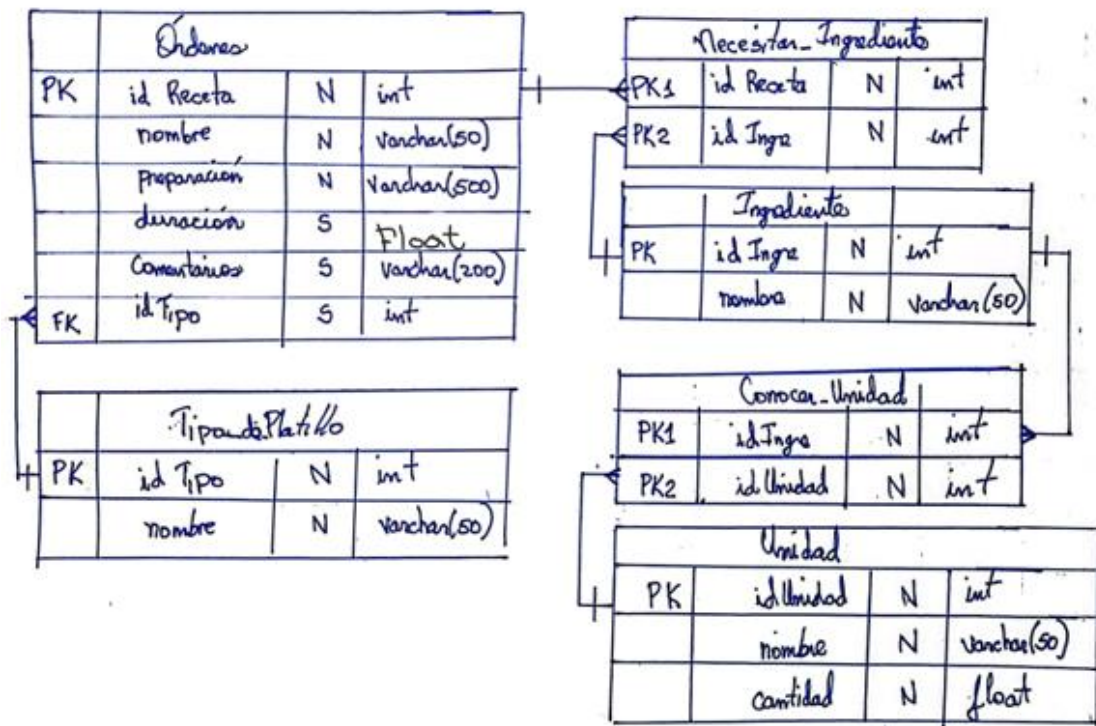 Órdenes
PK id Receta N int
nombre N varchar(50)
preparación N varchar(500)
duración S Float
Comentarios S varchar(200)
FK id Tipo S int
Tipo_de_Platillo
PK id Tipo N int
nombre N varchar(50)
Necesitar_Ingrediente
PK1 id Receta N int
PK2 id Ingre N int
Ingrediente
PK id Ingre N int
nombre N varchar(50)
Conocer_Unidad
PK1 id Ingre N int
PK2 id Unidad N int
Unidad
PK id Unidad N int
nombre N varchar(50)
cantidad N float